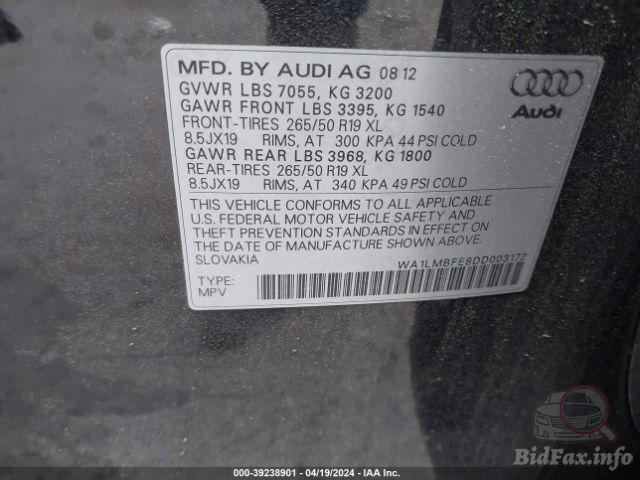 MFD. BY AUDI AG 08 12
GVWR LBS 7055, KG 3200
GAWR FRONT LBS 3395, KG 1540
FRONT-TIRES 265/50 R19 XL
8.5JX19 RIMS, AT 300 KPA 44 PSI COLD
GAWR REAR LBS 3968, KG 1800
REAR-TIRES 265/50 R19 XL
8.5JX19 RIMS, AT 340 KPA 49 PSI COLD
Audi
THIS VEHICLE CONFORMS TO ALL APPLICABLE
U.S. FEDERAL MOTOR VEHICLE SAFETY AND
THEFT PREVENTION STANDARDS IN EFFECT ON
THE DATE OF MANUFACTURE SHOWN ABOVE.
SLOVAKIA
WA1LMBFE8DD003172
TYPE:
MPV
BidFax.info
000-39238901 - 04/19/2024 - IAA Inc.